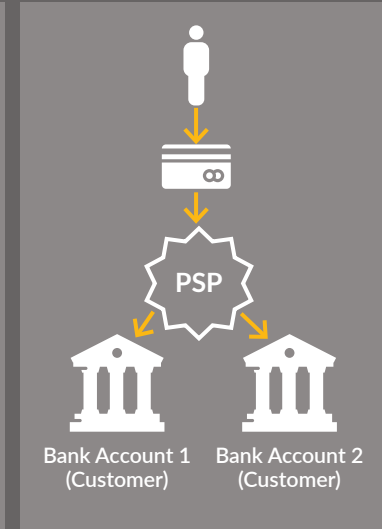 PSP
Bank Account 1
(Customer)
Bank Account 2
(Customer)